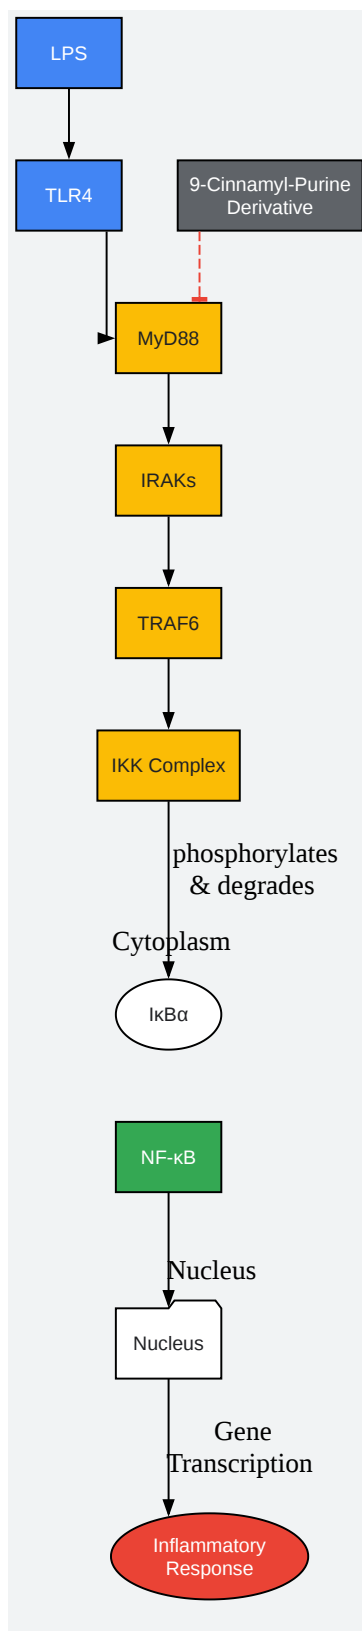 LPS
TLR4
9-Cinnamyl-Purine
Derivative
MyD88
IRAKs
TRAF6
IKK Complex
phosphorylates
& degrades
Cytoplasm
IκBα
NF-κB
Nucleus
Nucleus
Gene
Transcription
Inflammatory
Response